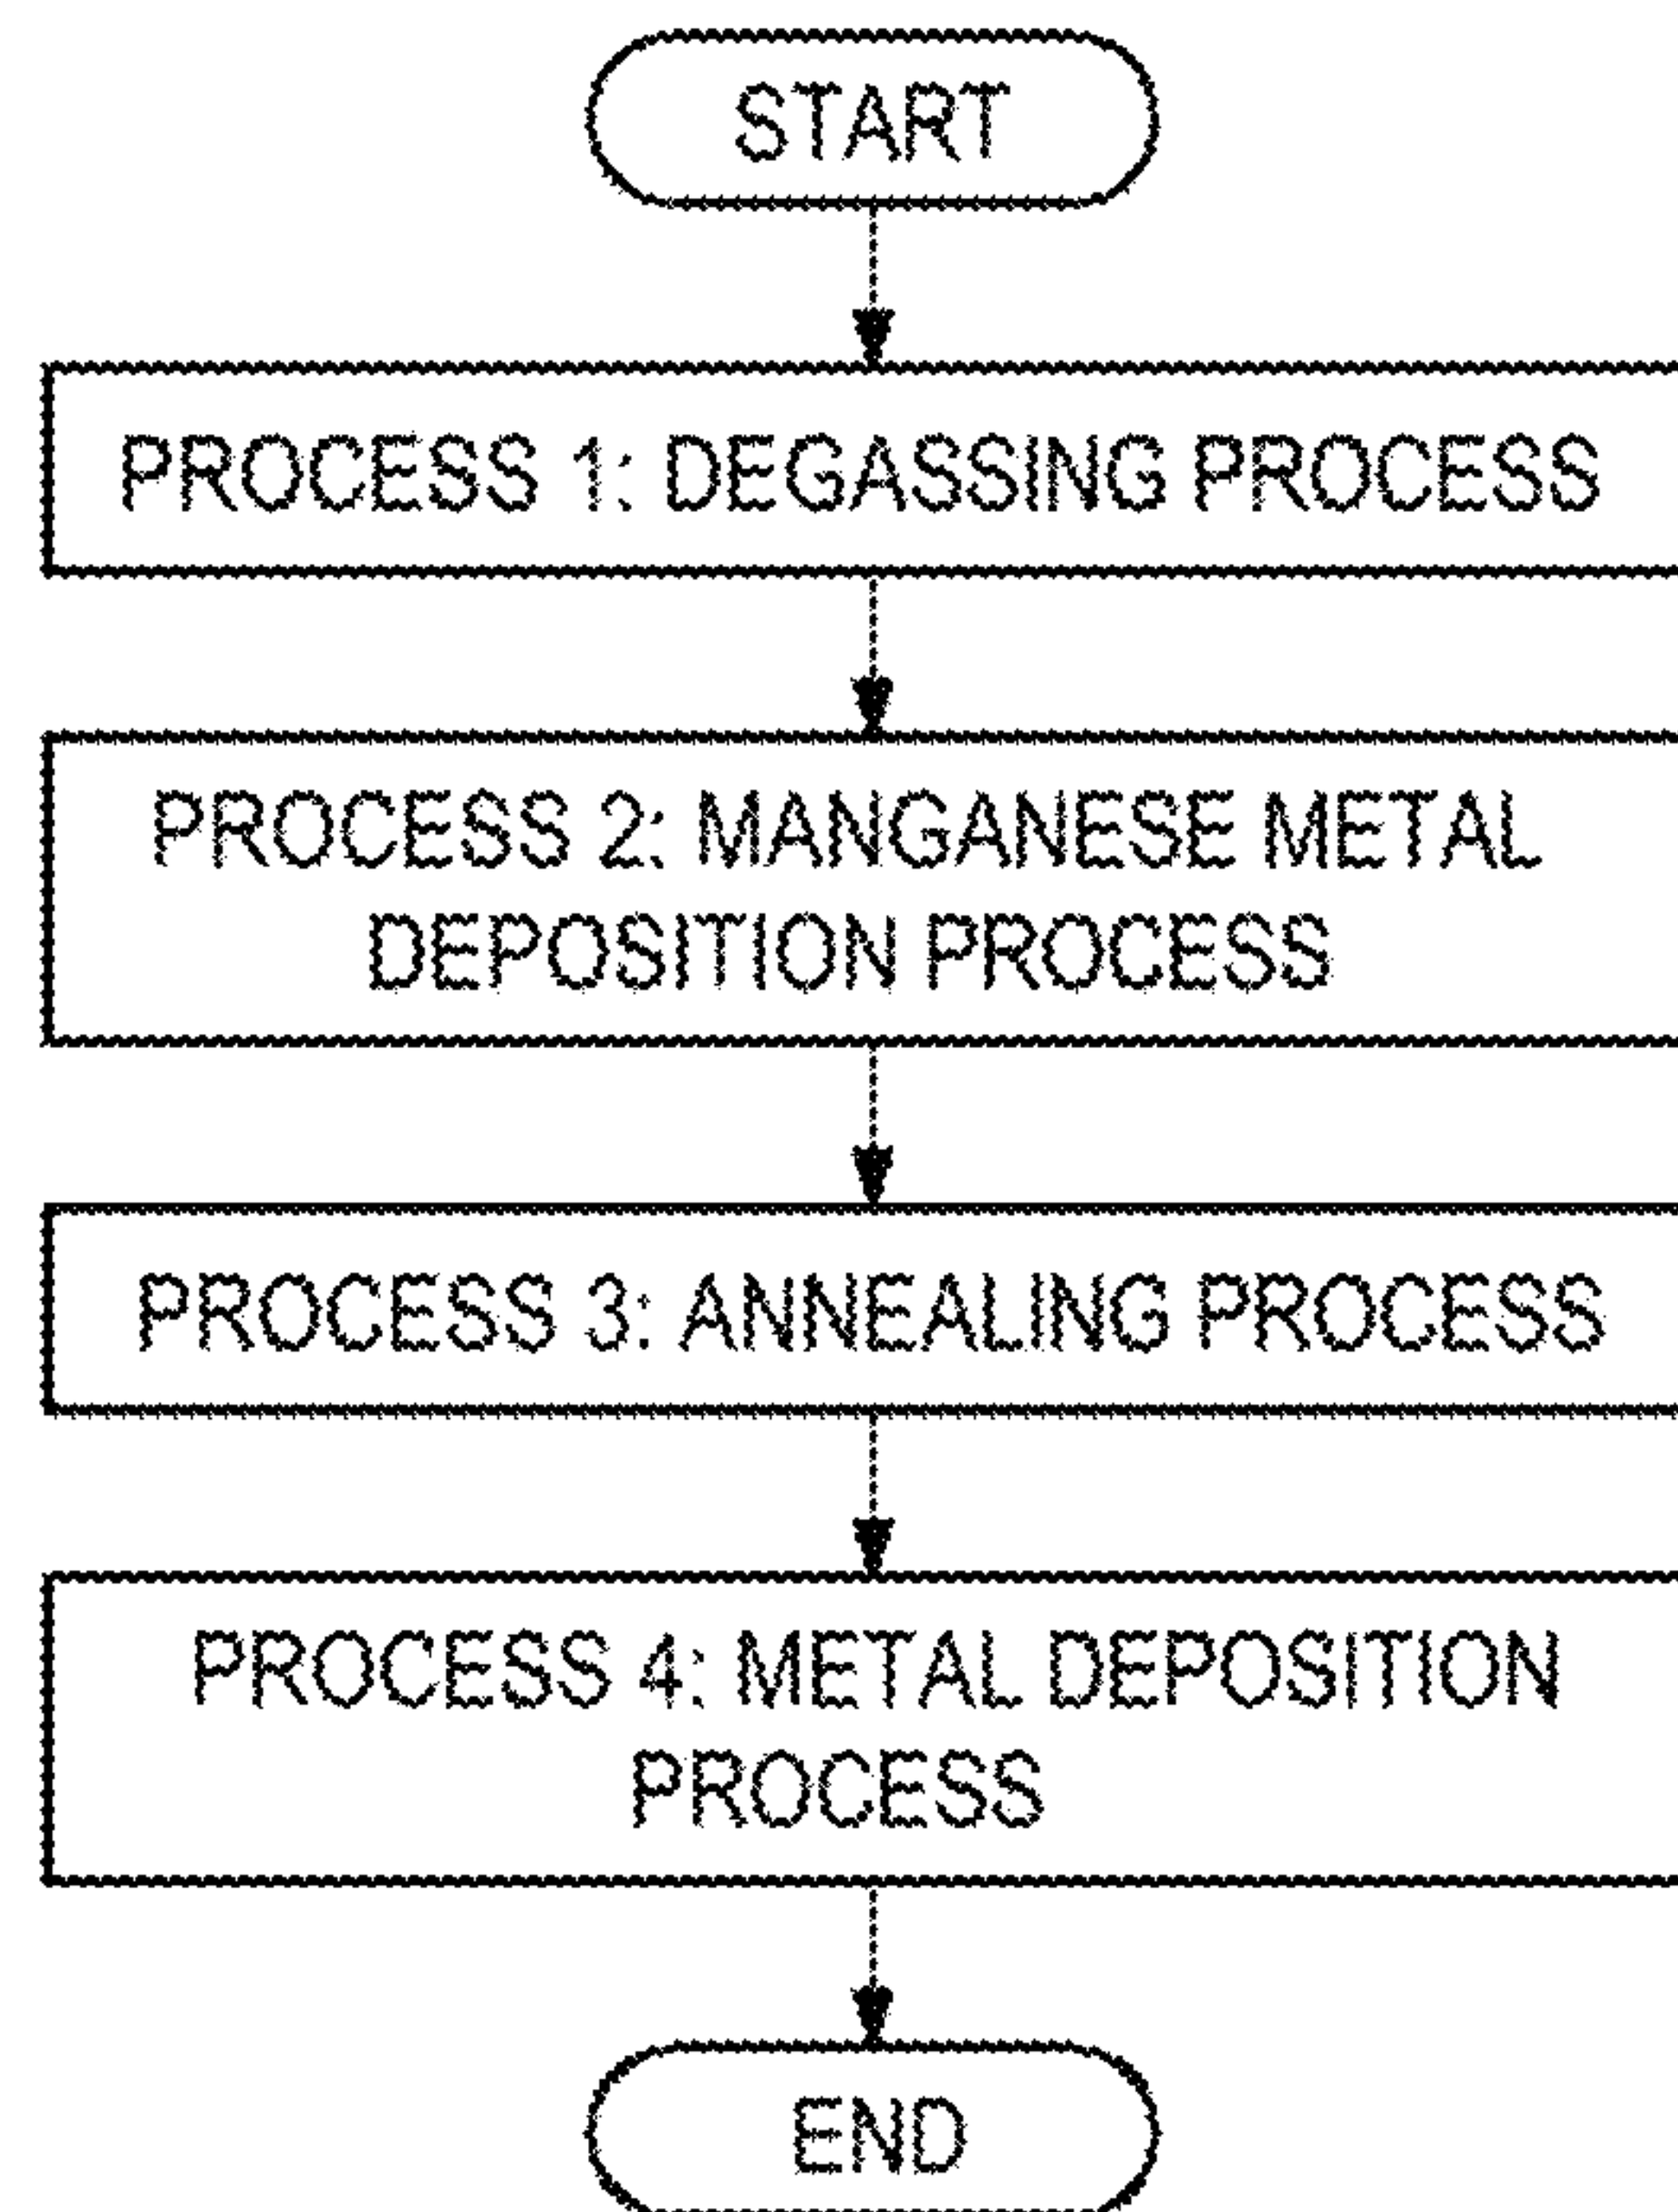 START
PROCESS 1: DEGASSING PROCESS
PROCESS 2: MANGANESE METAL
DEPOSITION PROCESS
PROCESS 3: ANNEALING PROCESS
PROCESS 4: METAL DEPOSITION
PROCESS
END